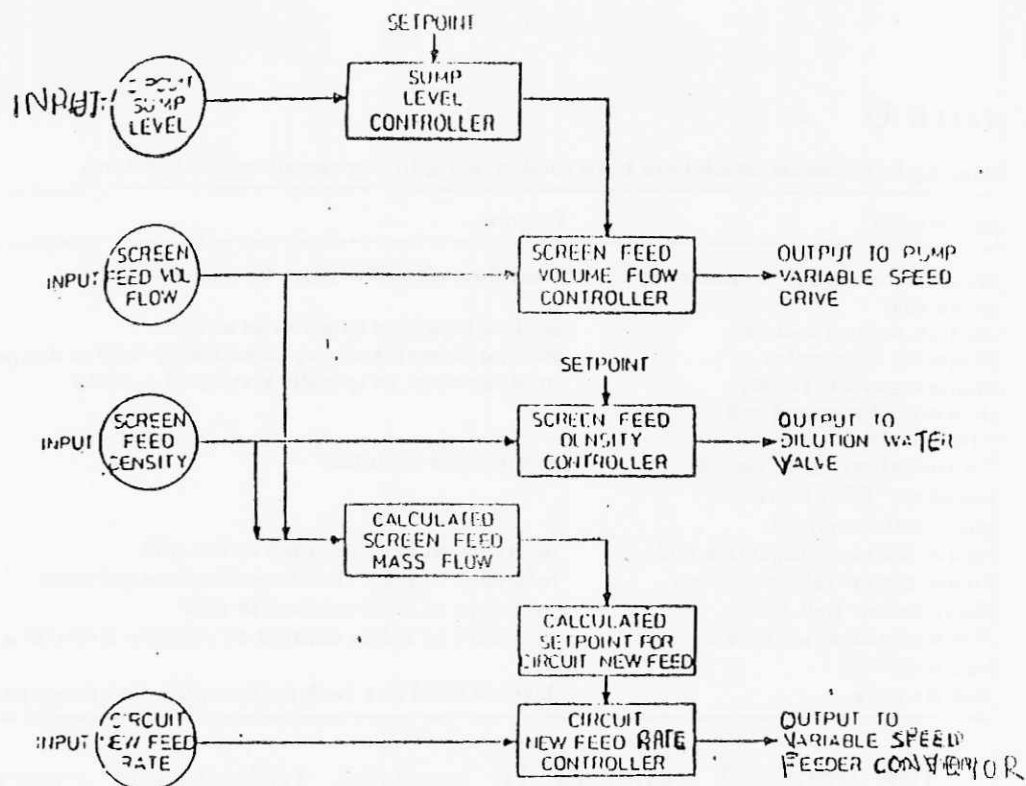 SETPOINT
INPUT
CIRCUIT
SUMP
LEVEL
SUMP
LEVEL
CONTROLLER
INPUT
SCREEN
FEED VOL
FLOW
SCREEN FEED
VOLUME FLOW
CONTROLLER
OUTPUT TO PUMP
VARIABLE SPEED
DRIVE
SETPOINT
INPUT
SCREEN
FEED
DENSITY
SCREEN FEED
DENSITY
CONTROLLER
OUTPUT TO
DILUTION WATER
VALVE
CALCULATED
SCREEN FEED
MASS FLOW
CALCULATED
SETPOINT FOR
CIRCUIT NEW FEED
INPUT
CIRCUIT
NEW FEED
RATE
CIRCUIT
NEW FEED RATE
CONTROLLER
OUTPUT TO
VARIABLE SPEED
FEEDER